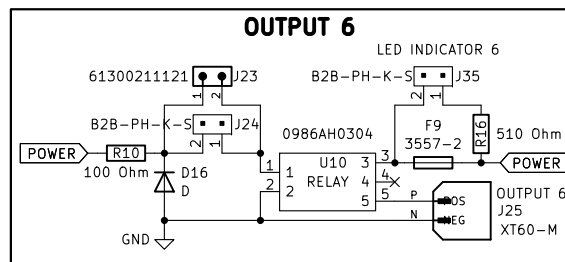 OUTPUT 6
LED INDICATOR 6
61300211121 J23
1 2
B2B-PH-K-S J35
2 1
B2B-PH-K-S J24
2 1
0986AH0304
F9
3557-2
R16
510 Ohm
POWER
R10
100 Ohm
D16
D
U10
RELAY
1
2
3
4
5
3
4
5
1
2
POWER
OUTPUT 6
J25
XT60-M
P
N
POS
NEG
GND